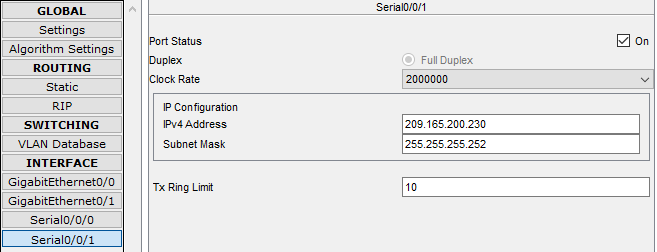 GLOBAL
Settings
Algorithm Settings
ROUTING
Static
RIP
SWITCHING
VLAN Database
INTERFACE
GigabitEthernet0/0
GigabitEthernet0/1
Serial0/0/0
Serial0/0/1
Serial0/0/1
Port Status On
Duplex Full Duplex
Clock Rate 2000000
IP Configuration
IPv4 Address 209.165.200.230
Subnet Mask 255.255.255.252
Tx Ring Limit 10